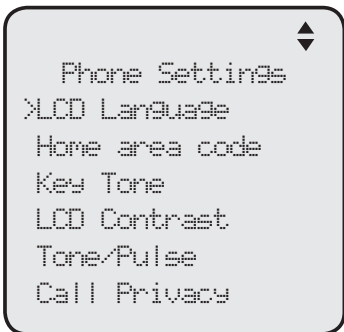 Phone Settings
>LCD Language
Home area code
Key Tone
LCD Contrast
Tone/Pulse
Call Privacy